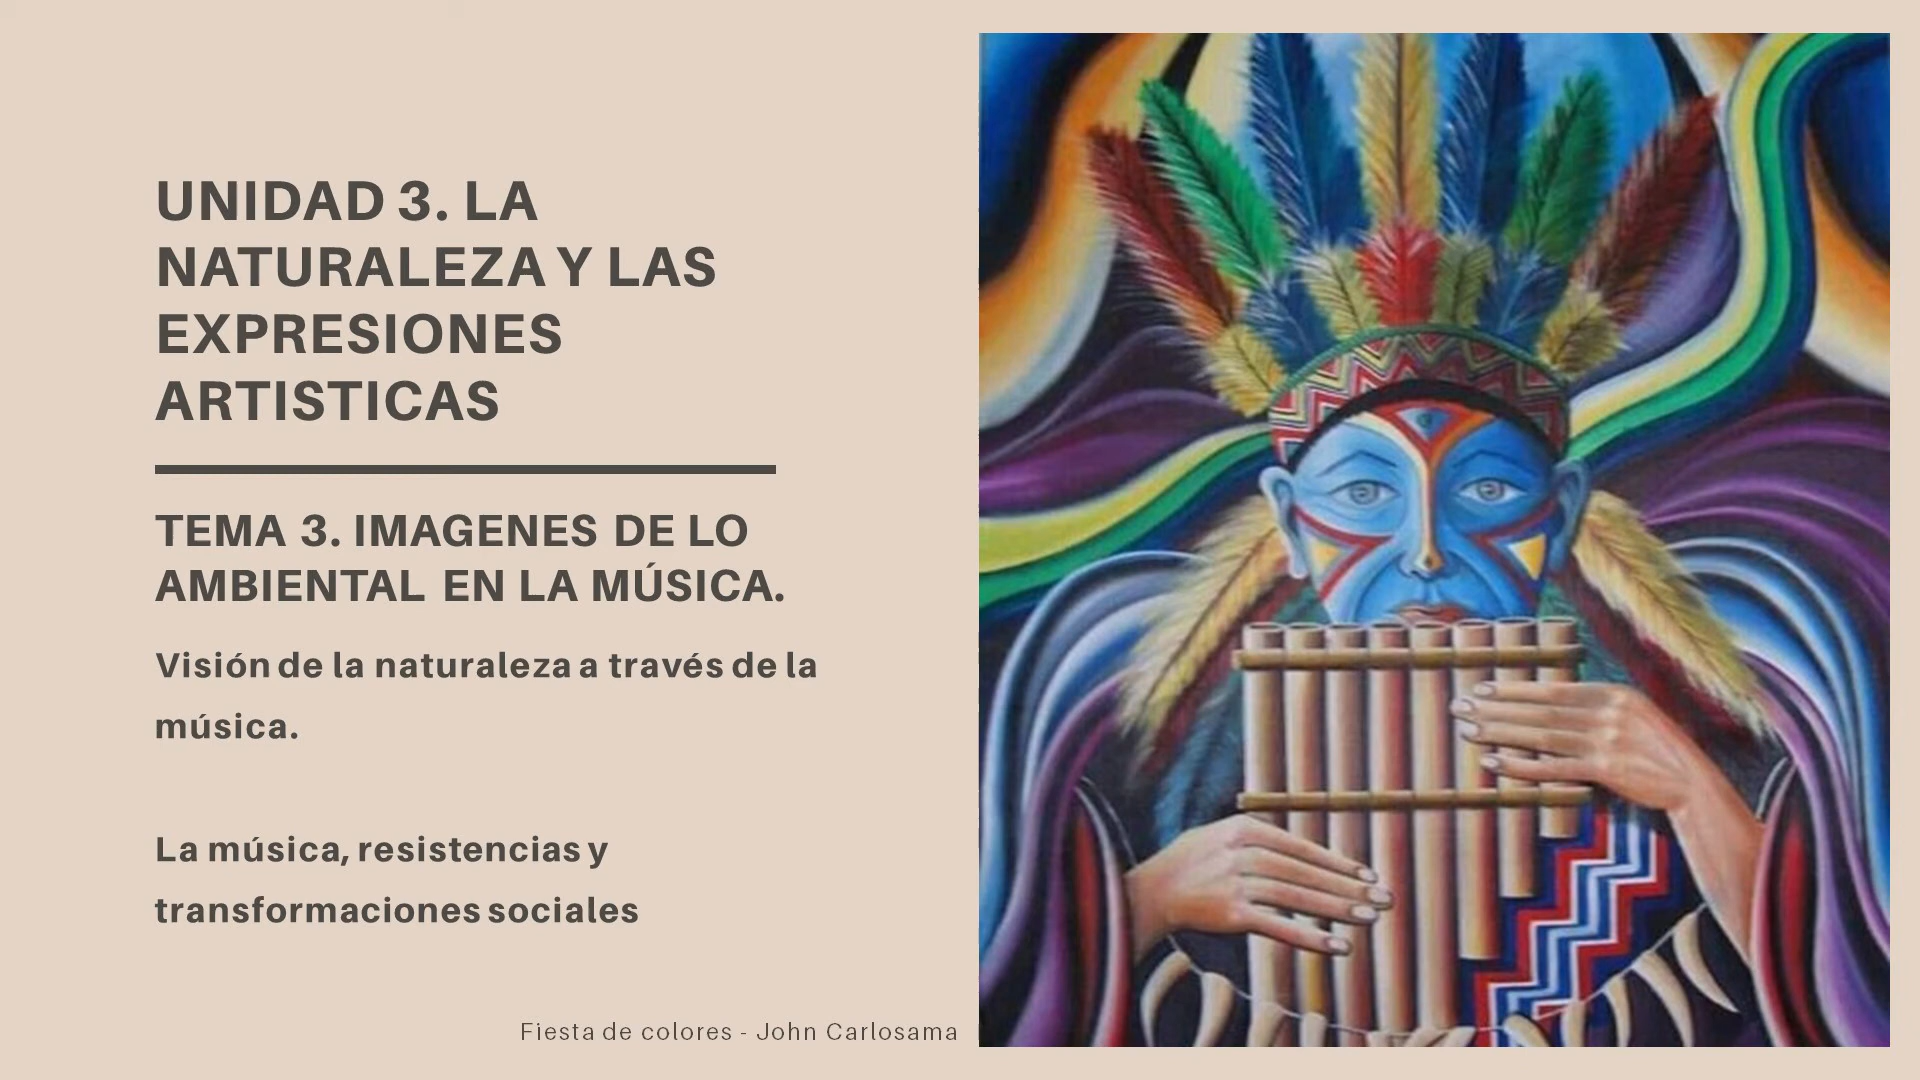 UNIDAD 3. LA
NATURALEZA Y LAS
EXPRESIONES
ARTISTICAS
TEMA 3. IMAGENES DE LO
AMBIENTAL EN LA MÚSICA.
Visión de la naturaleza a través de la
música.
La música, resistencias y
transformaciones sociales
Fiesta de colores - John Carlosama